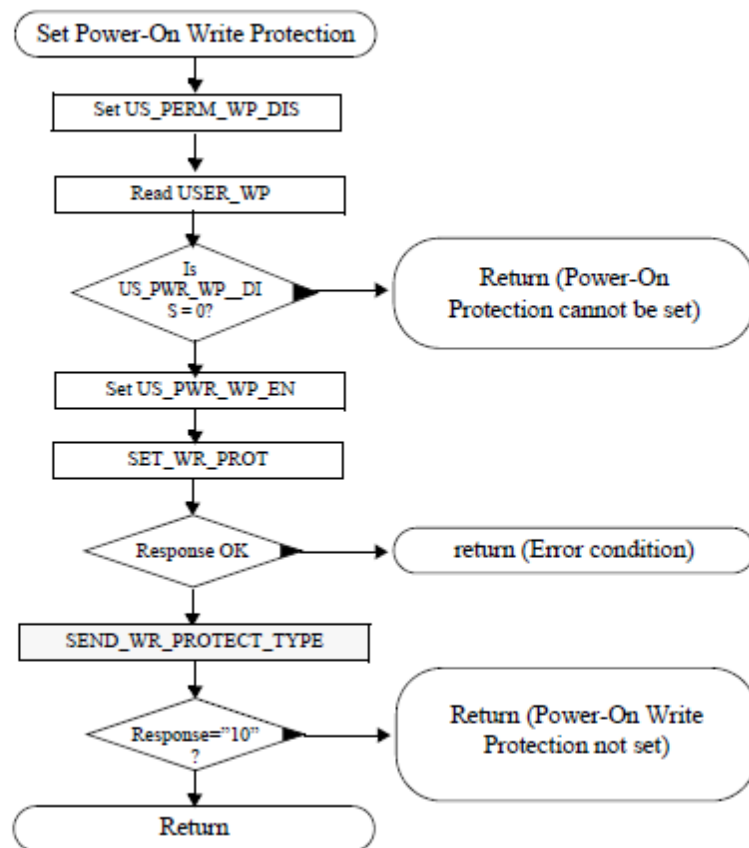 Set Power-On Write Protection
Set US_PERM_WP_DIS
Read USER_WP
Is
US_PWR_WP__DI
S = 0?
Return (Power-On
Protection cannot be set)
Set US_PWR_WP_EN
SET_WR_PROT
Response OK
return (Error condition)
SEND_WR_PROTECT_TYPE
Response=”10”
?
Return (Power-On Write
Protection not set)
Return